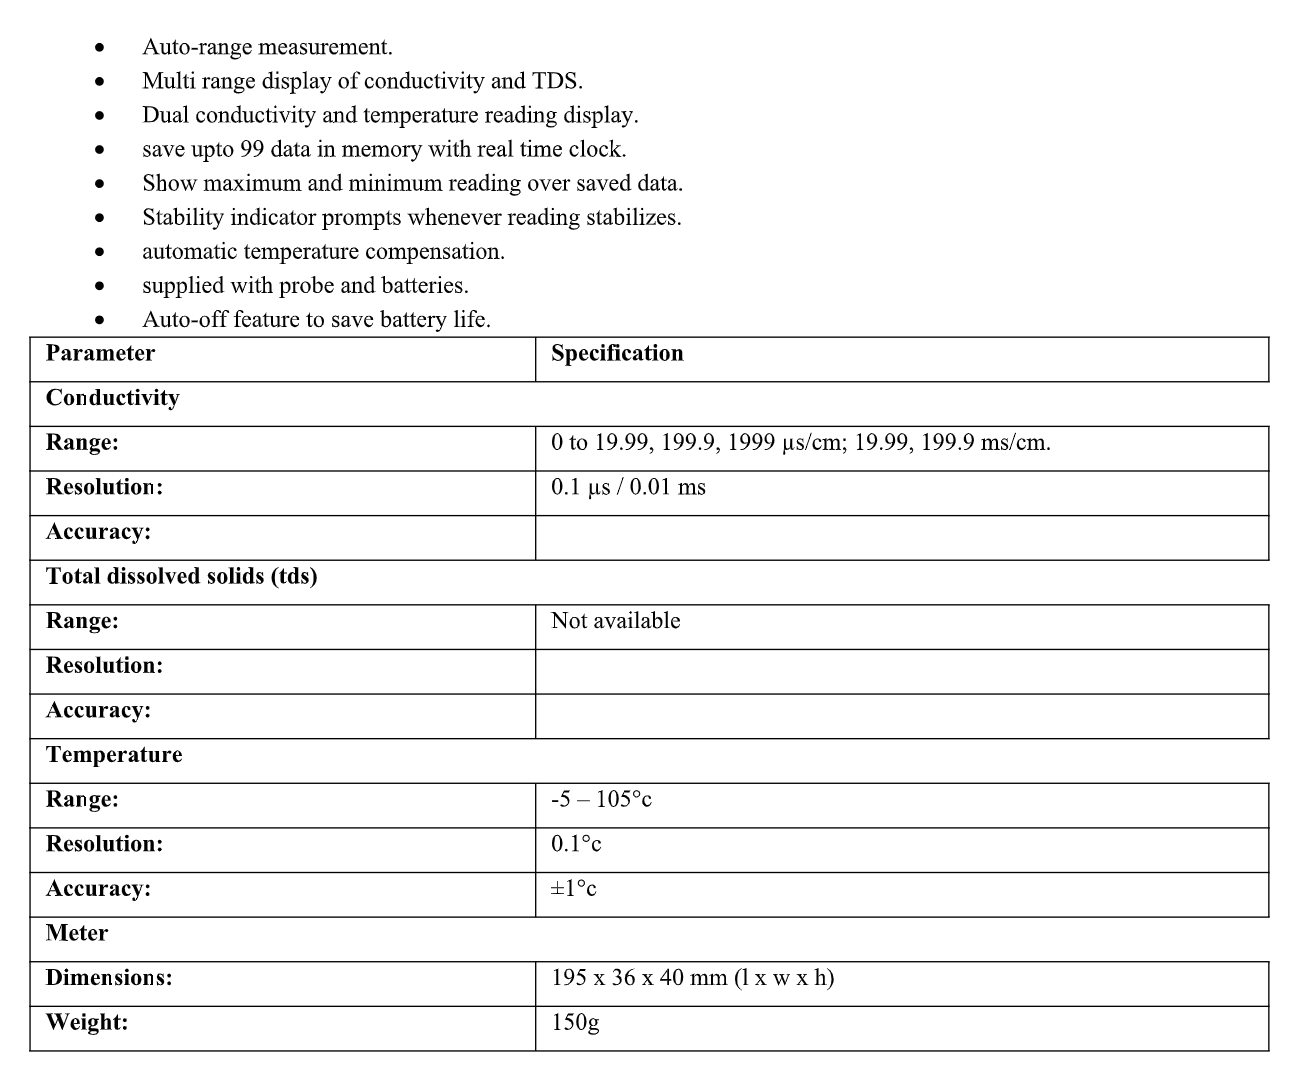 • Auto-range measurement.
• Multi range display of conductivity and TDS.
• Dual conductivity and temperature reading display.
• save upto 99 data in memory with real time clock.
• Show maximum and minimum reading over saved data.
• Stability indicator prompts whenever reading stabilizes.
• automatic temperature compensation.
• supplied with probe and batteries.
• Auto-off feature to save battery life.
Parameter Specification
Conductivity
Range: 0 to 19.99, 199.9, 1999 µs/cm; 19.99, 199.9 ms/cm.
Resolution: 0.1 µs / 0.01 ms
Accuracy:
Total dissolved solids (tds)
Range: Not available
Resolution:
Accuracy:
Temperature
Range: -5 – 105°c
Resolution: 0.1°c
Accuracy: ±1°c
Meter
Dimensions: 195 x 36 x 40 mm (l x w x h)
Weight: 150g